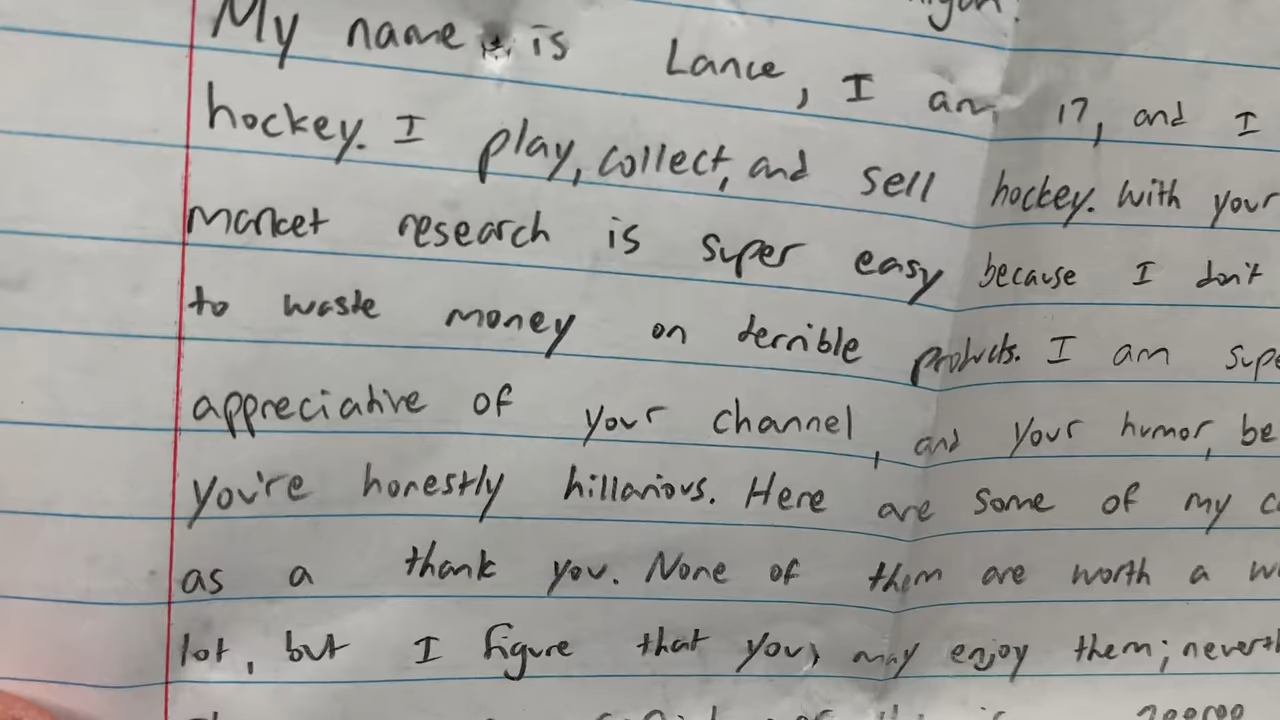 My name is Lance, I am 17, and I
hockey. I play, collect, and sell hockey. With your
market research is super easy because I don't
to waste money on terrible products. I am supe
appreciative of your channel, and your humor, be
you're honestly hillarious. Here are some of my c
as a thank you. None of them are worth a w
lot, but I figure that you, may enjoy them; neverth